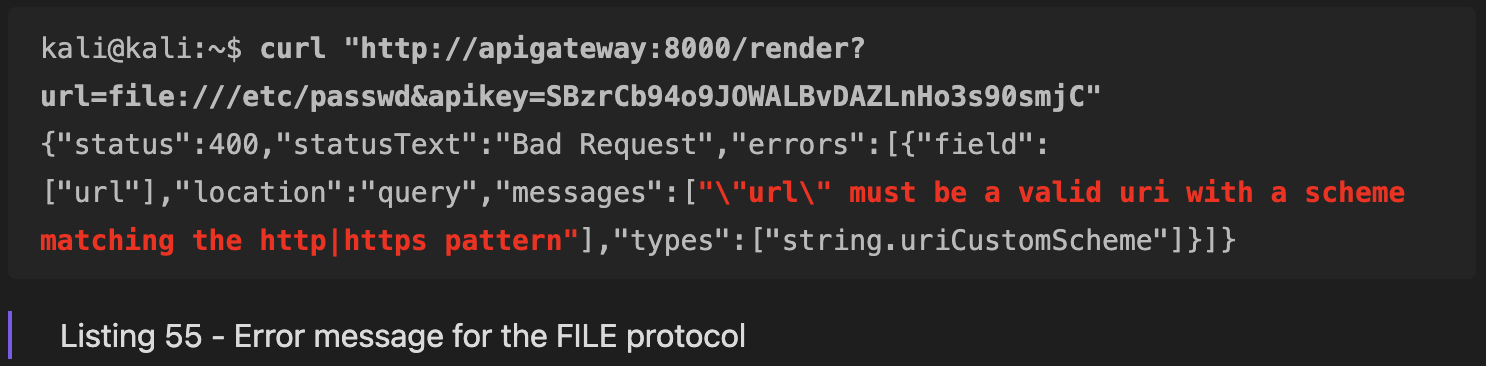 kali@kali:~$ curl "http://apigateway:8000/render?
url=file:///etc/passwd&apikey=SBzrCb94o9JOWALBvDAZLnHo3s90smjC"
{"status":400,"statusText":"Bad Request","errors":[{"field":
["url"],"location":"query","messages":["\"url\" must be a valid uri with a scheme
matching the http|https pattern"],"types":["string.uriCustomScheme"]}]}
Listing 55 - Error message for the FILE protocol